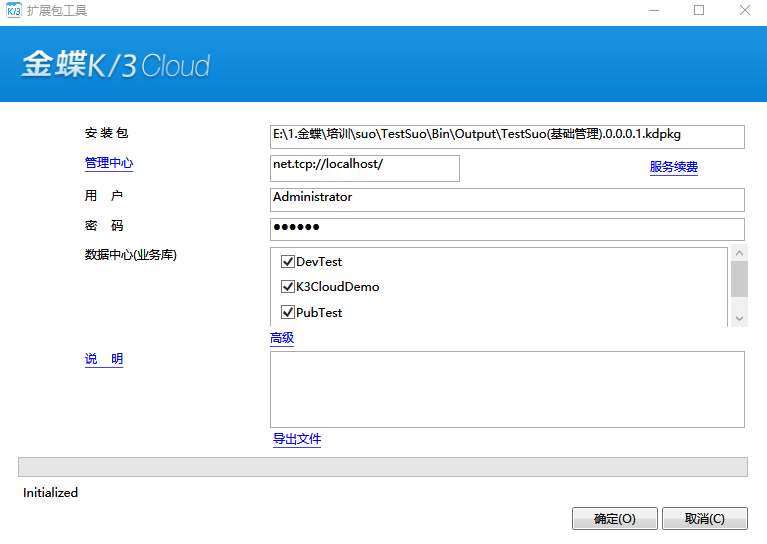 K/3 扩展包工具
金蝶K/3 Cloud
安 装 包 E:\1.金蝶\培训\suo\TestSuo\Bin\Output\TestSuo(基础管理).0.0.0.1.kdpkg
管理中心 net.tcp://localhost/ 服务续费
用 户 Administrator
密 码 ●●●●●●
数据中心(业务库) DevTest
K3CloudDemo
PubTest
高级
说 明
导出文件
Initialized
确定(O) 取消(C)